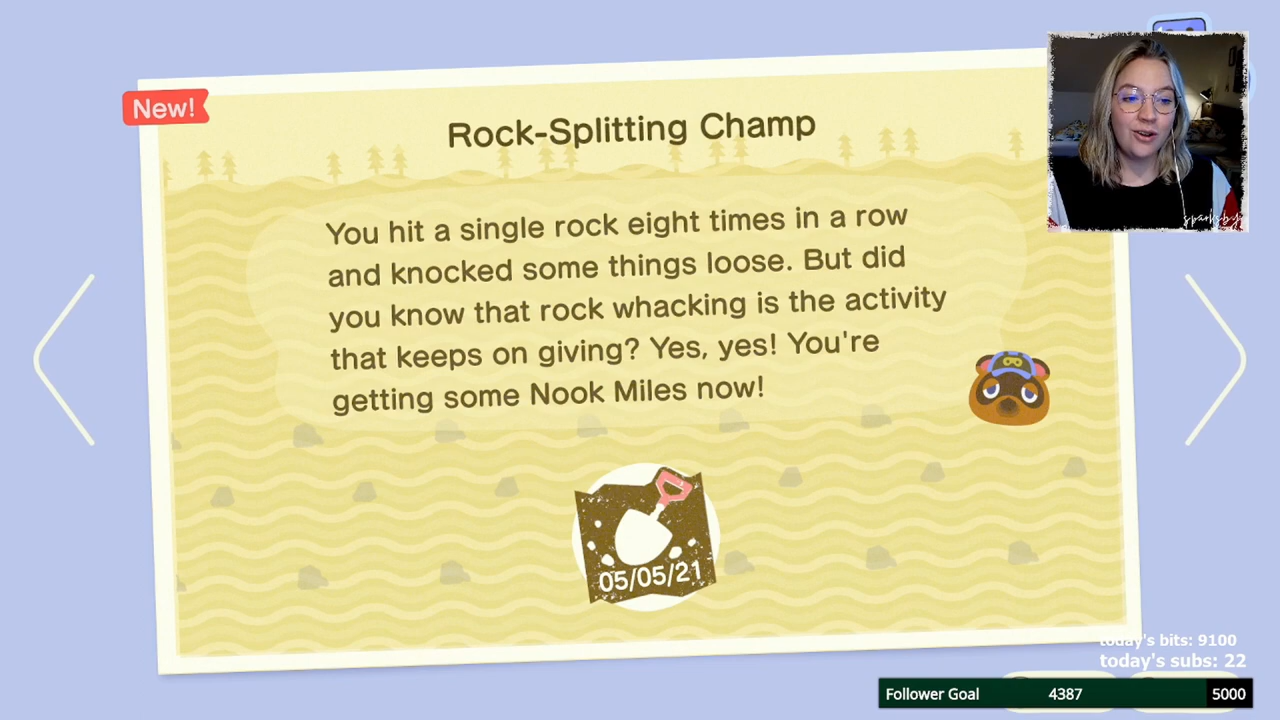 New!
Rock-Splitting Champ
You hit a single rock eight times in a row
and knocked some things loose. But did
you know that rock whacking is the activity
that keeps on giving? Yes, yes! You're
getting some Nook Miles now!
05/05/21
today's bits: 9100
today's subs: 22
Follower Goal 4387 5000